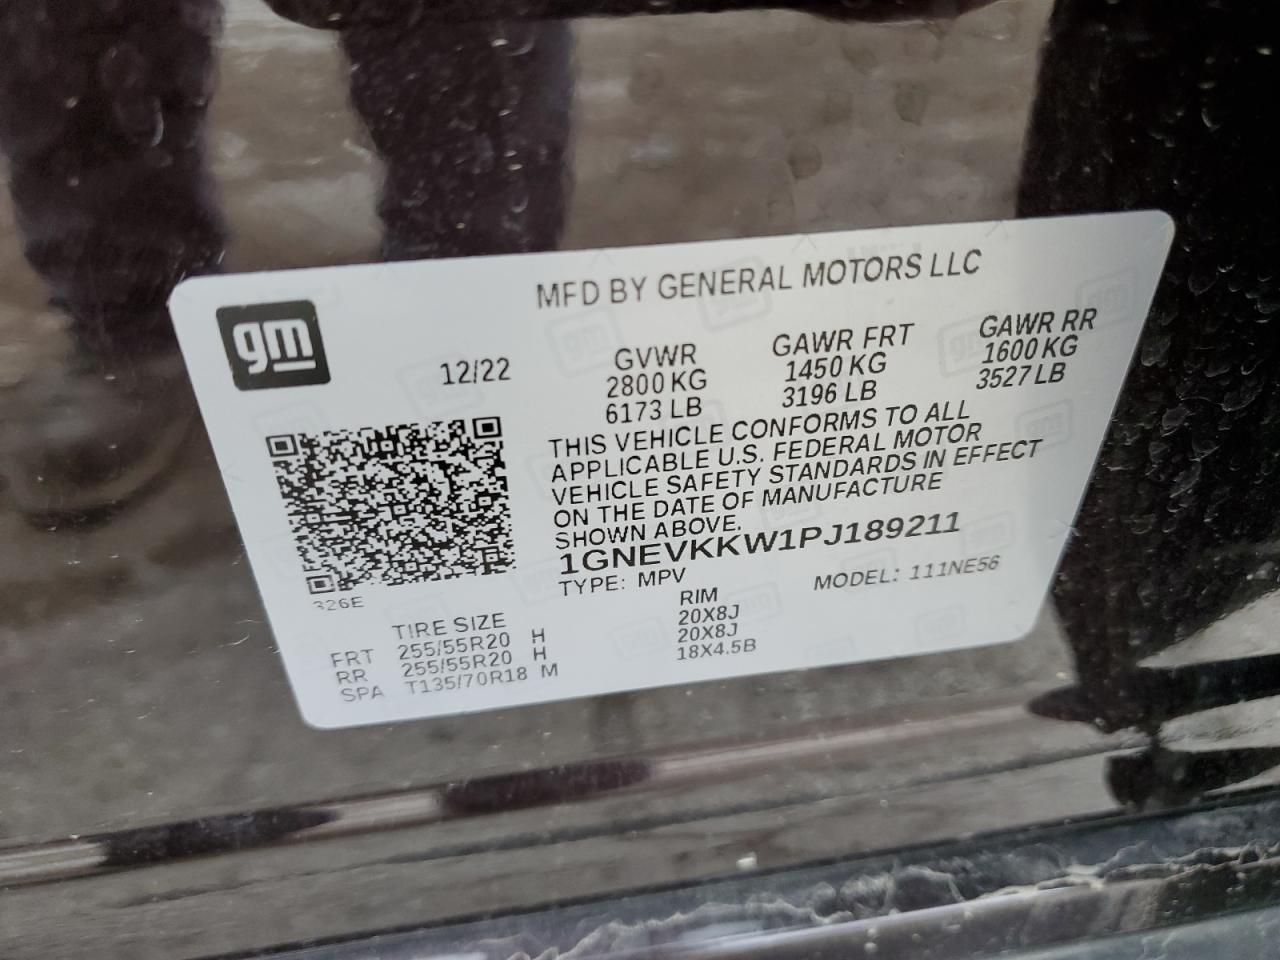 gm
MFD BY GENERAL MOTORS LLC
12/22
GVWR GAWR FRT GAWR RR
2800 KG 1450 KG 1600 KG
6173 LB 3196 LB 3527 LB
THIS VEHICLE CONFORMS TO ALL
APPLICABLE U.S. FEDERAL MOTOR
VEHICLE SAFETY STANDARDS IN EFFECT
ON THE DATE OF MANUFACTURE
SHOWN ABOVE.
1GNEVKKW1PJ189211
TYPE: MPV MODEL: 111NE56
326E
TIRE SIZE RIM
FRT 255/55R20 H 20X8J
RR 255/55R20 H 20X8J
SPA T135/70R18 M 18X4.5B